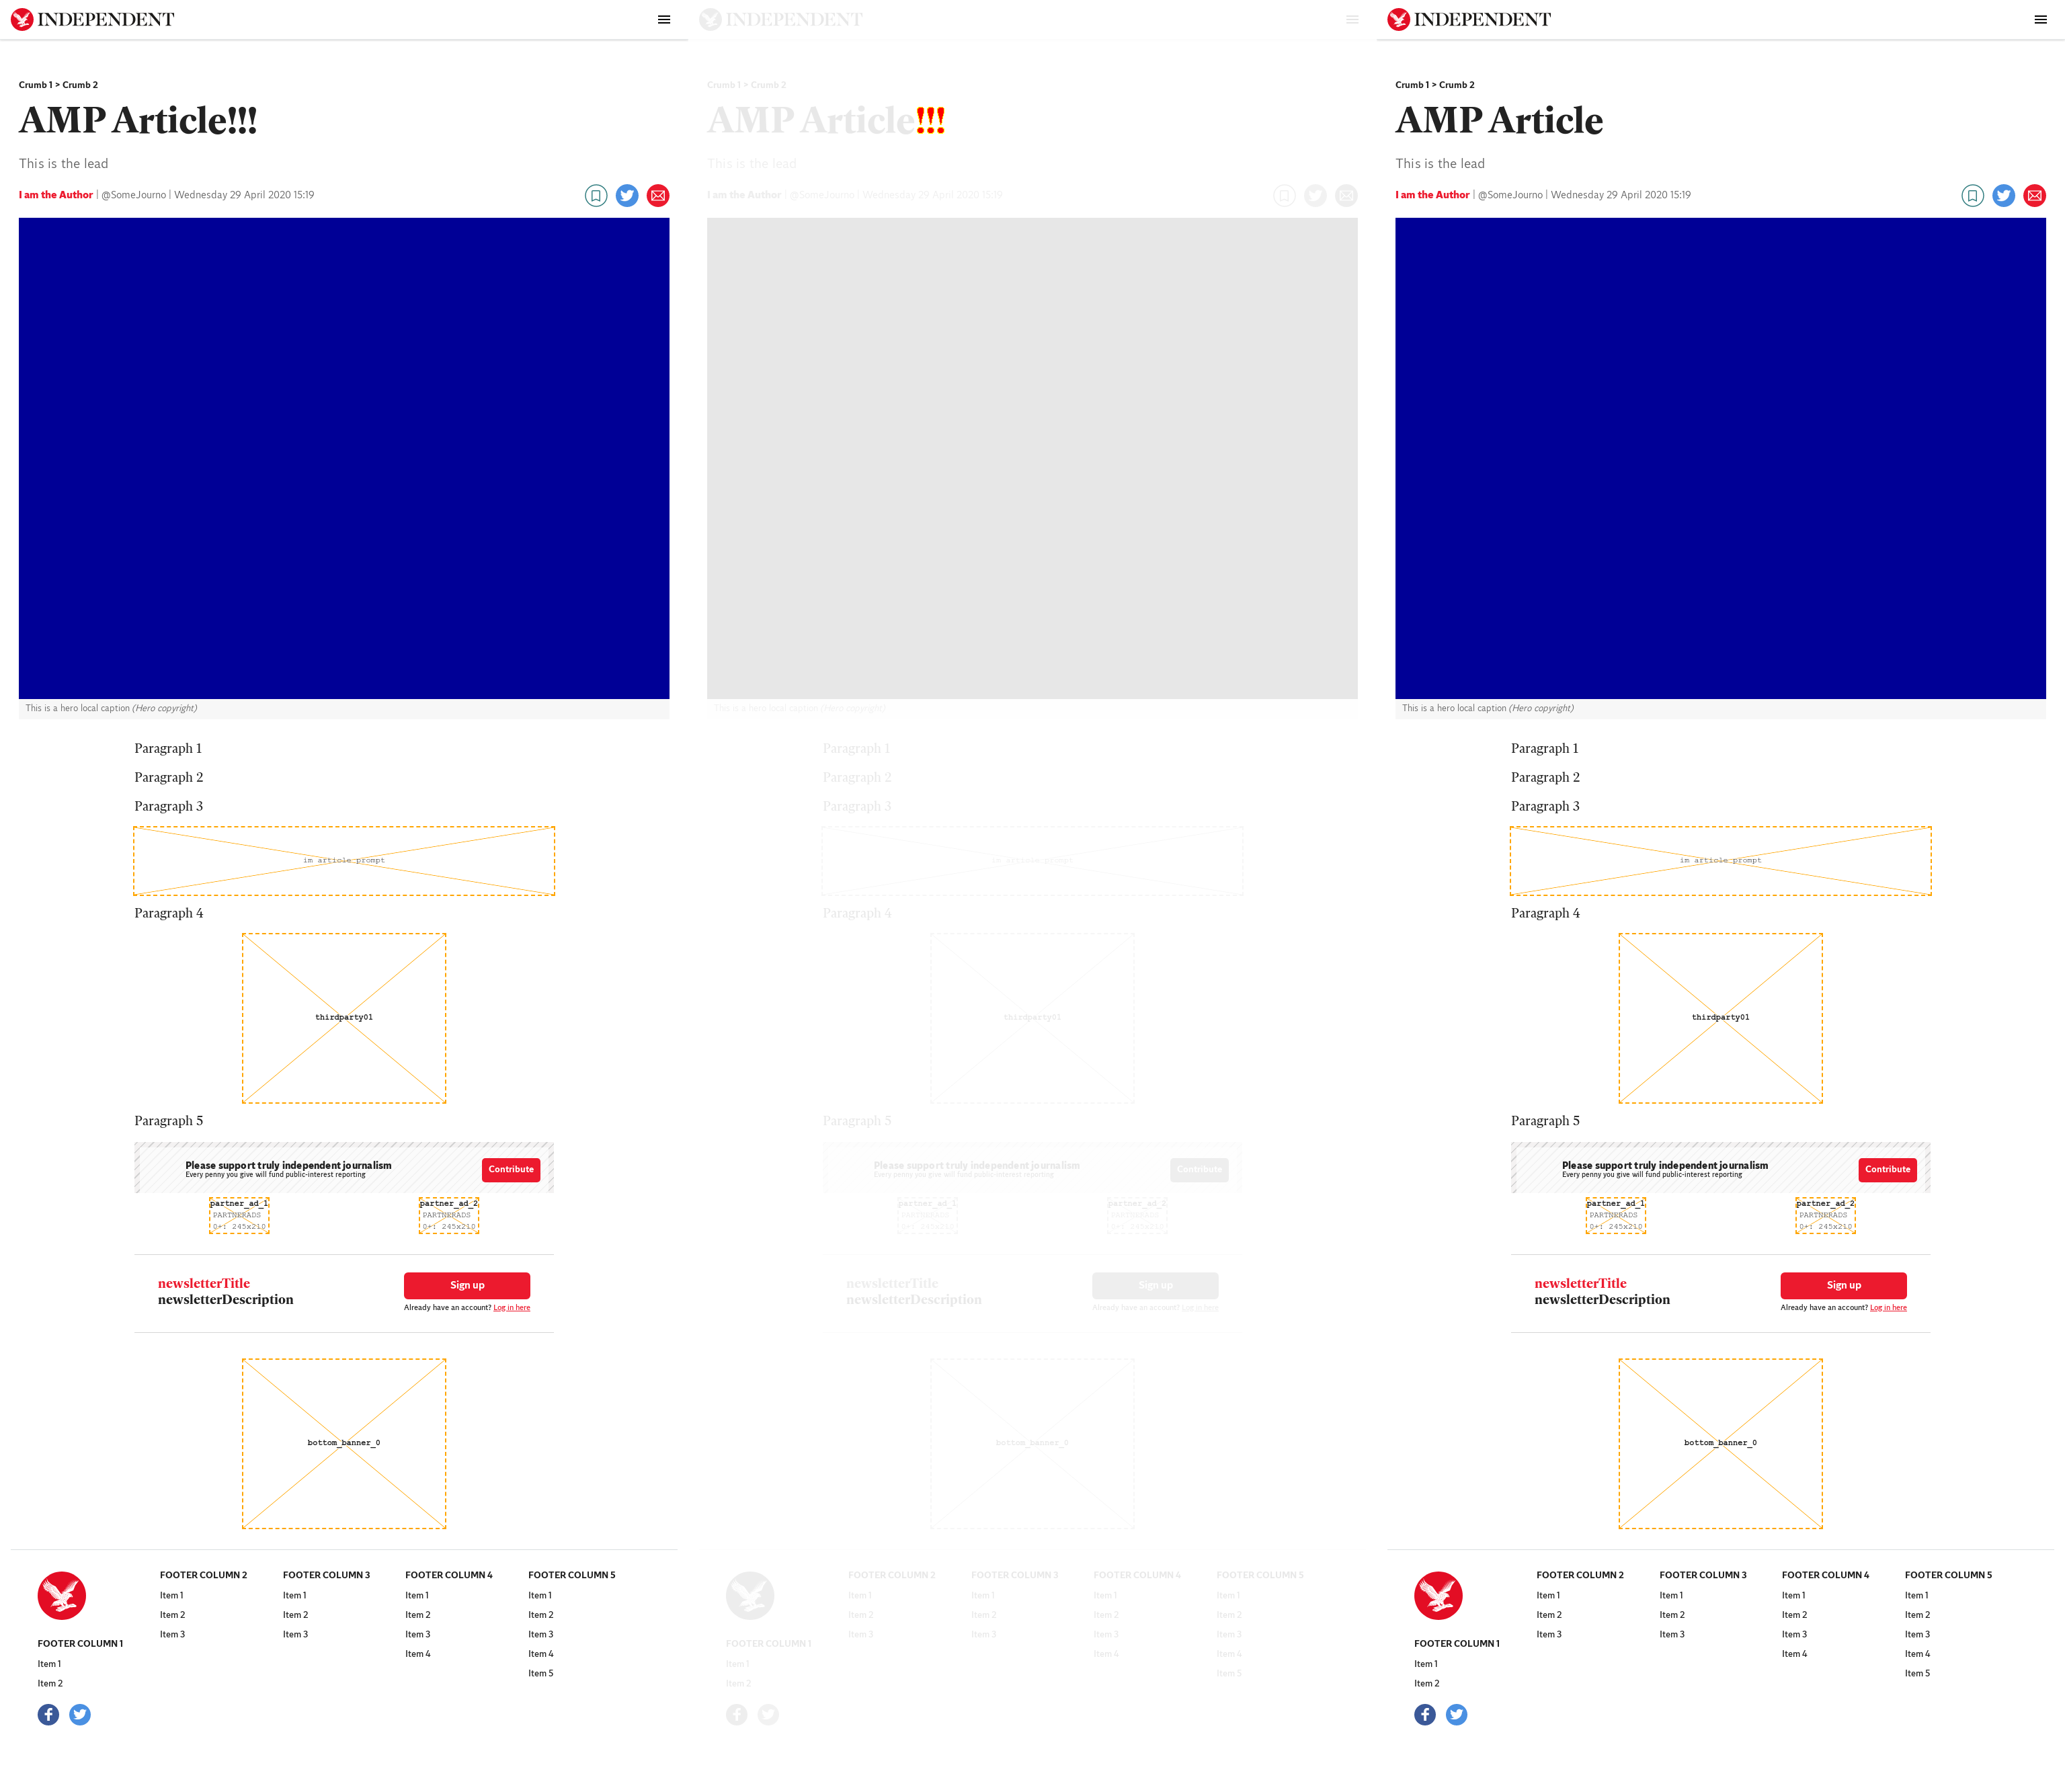 INDEPENDENT
Crumb 1 > Crumb 2
AMP Article!!!
This is the lead
I am the Author | @SomeJourno | Wednesday 29 April 2020 15:19
This is a hero local caption (Hero copyright)
Paragraph 1
Paragraph 2
Paragraph 3
im article prompt
Paragraph 4
thirdparty01
Paragraph 5
Please support truly independent journalism
Every penny you give will fund public-interest reporting
Contribute
partner_ad_1
PARTNERADS
0+: 245x210
partner_ad_2
PARTNERADS
0+: 245x210
newsletterTitle
newsletterDescription
Sign up
Already have an account? Log in here
bottom_banner_0
FOOTER COLUMN 1
Item 1
Item 2
FOOTER COLUMN 2
Item 1
Item 2
Item 3
FOOTER COLUMN 3
Item 1
Item 2
Item 3
FOOTER COLUMN 4
Item 1
Item 2
Item 3
Item 4
FOOTER COLUMN 5
Item 1
Item 2
Item 3
Item 4
Item 5
INDEPENDENT
Crumb 1 > Crumb 2
AMP Article!!!
This is the lead
I am the Author | @SomeJourno | Wednesday 29 April 2020 15:19
This is a hero local caption (Hero copyright)
Paragraph 1
Paragraph 2
Paragraph 3
im article prompt
Paragraph 4
thirdparty01
Paragraph 5
Please support truly independent journalism
Every penny you give will fund public-interest reporting
Contribute
partner_ad_1
PARTNERADS
0+: 245x210
partner_ad_2
PARTNERADS
0+: 245x210
newsletterTitle
newsletterDescription
Sign up
Already have an account? Log in here
bottom_banner_0
FOOTER COLUMN 1
Item 1
Item 2
FOOTER COLUMN 2
Item 1
Item 2
Item 3
FOOTER COLUMN 3
Item 1
Item 2
Item 3
FOOTER COLUMN 4
Item 1
Item 2
Item 3
Item 4
FOOTER COLUMN 5
Item 1
Item 2
Item 3
Item 4
Item 5
INDEPENDENT
Crumb 1 > Crumb 2
AMP Article
This is the lead
I am the Author | @SomeJourno | Wednesday 29 April 2020 15:19
This is a hero local caption (Hero copyright)
Paragraph 1
Paragraph 2
Paragraph 3
im article prompt
Paragraph 4
thirdparty01
Paragraph 5
Please support truly independent journalism
Every penny you give will fund public-interest reporting
Contribute
partner_ad_1
PARTNERADS
0+: 245x210
partner_ad_2
PARTNERADS
0+: 245x210
newsletterTitle
newsletterDescription
Sign up
Already have an account? Log in here
bottom_banner_0
FOOTER COLUMN 1
Item 1
Item 2
FOOTER COLUMN 2
Item 1
Item 2
Item 3
FOOTER COLUMN 3
Item 1
Item 2
Item 3
FOOTER COLUMN 4
Item 1
Item 2
Item 3
Item 4
FOOTER COLUMN 5
Item 1
Item 2
Item 3
Item 4
Item 5